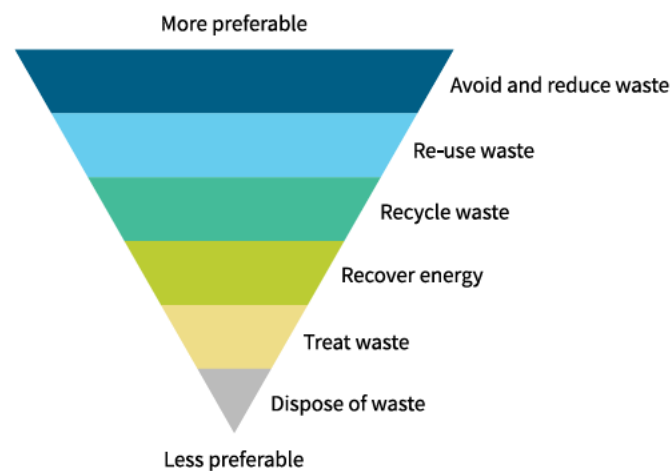 More preferable
Avoid and reduce waste
Re-use waste
Recycle waste
Recover energy
Treat waste
Dispose of waste
Less preferable